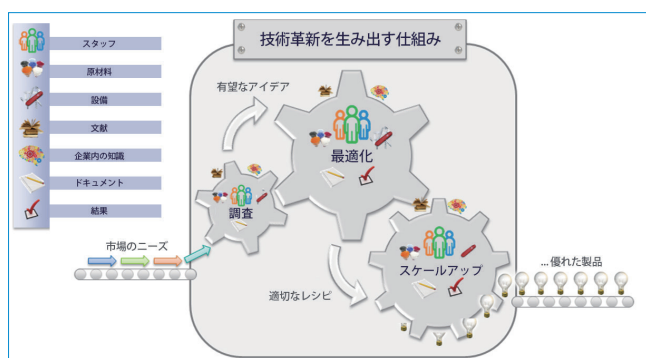 技術革新を生み出す仕組み
スタッフ
原材料
設備
文献
企業内の知識
ドキュメント
結果
有望なアイデア
最適化
調査
市場のニーズ
スケールアップ
...優れた製品
適切なレシピ